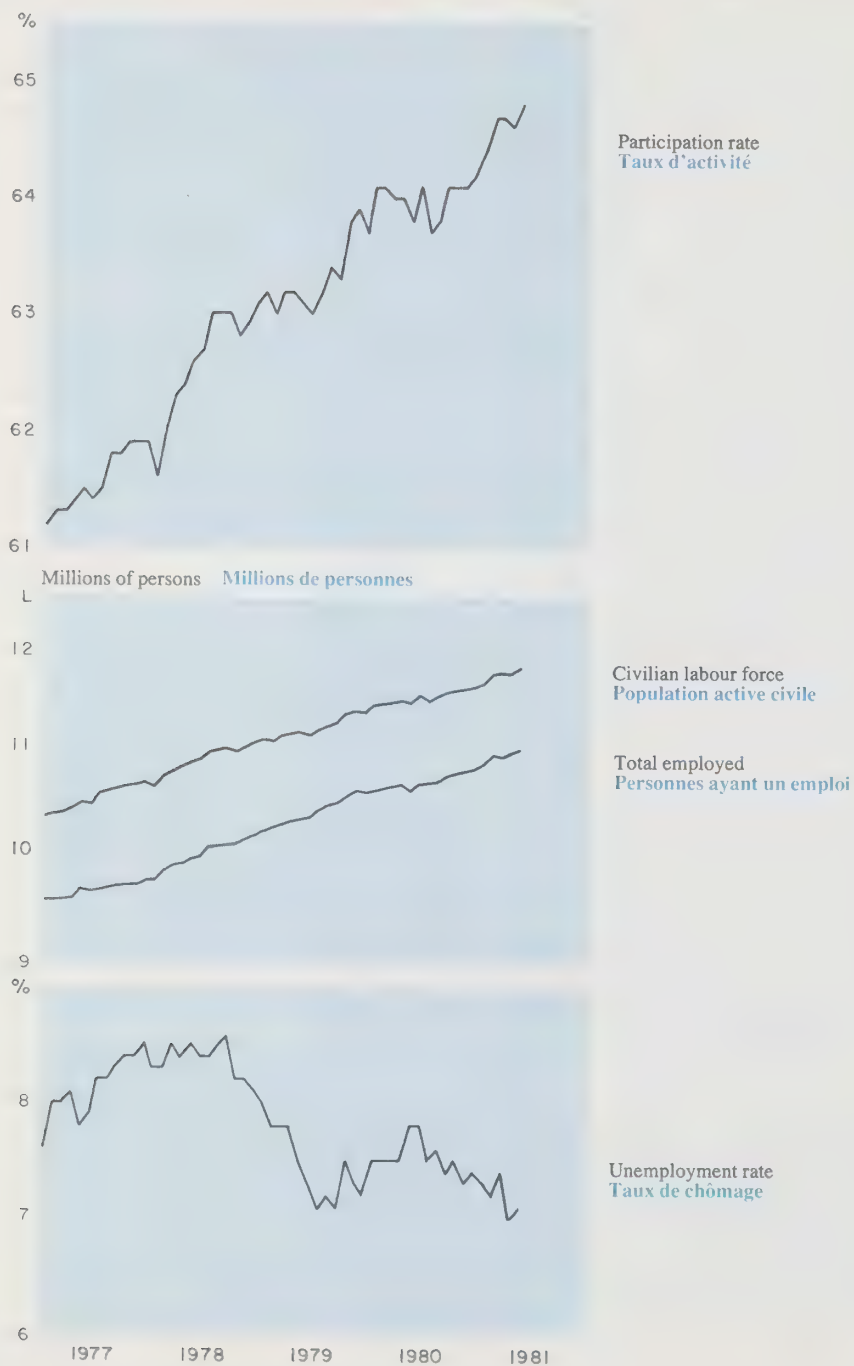 %
65
64
63
62
61
Participation rate
Taux d'activité
Millions of persons Millions de personnes
L
12
11
10
9
Civilian labour force
Population active civile
Total employed
Personnes ayant un emploi
%
8
7
6
Unemployment rate
Taux de chômage
1977 1978 1979 1980 1981